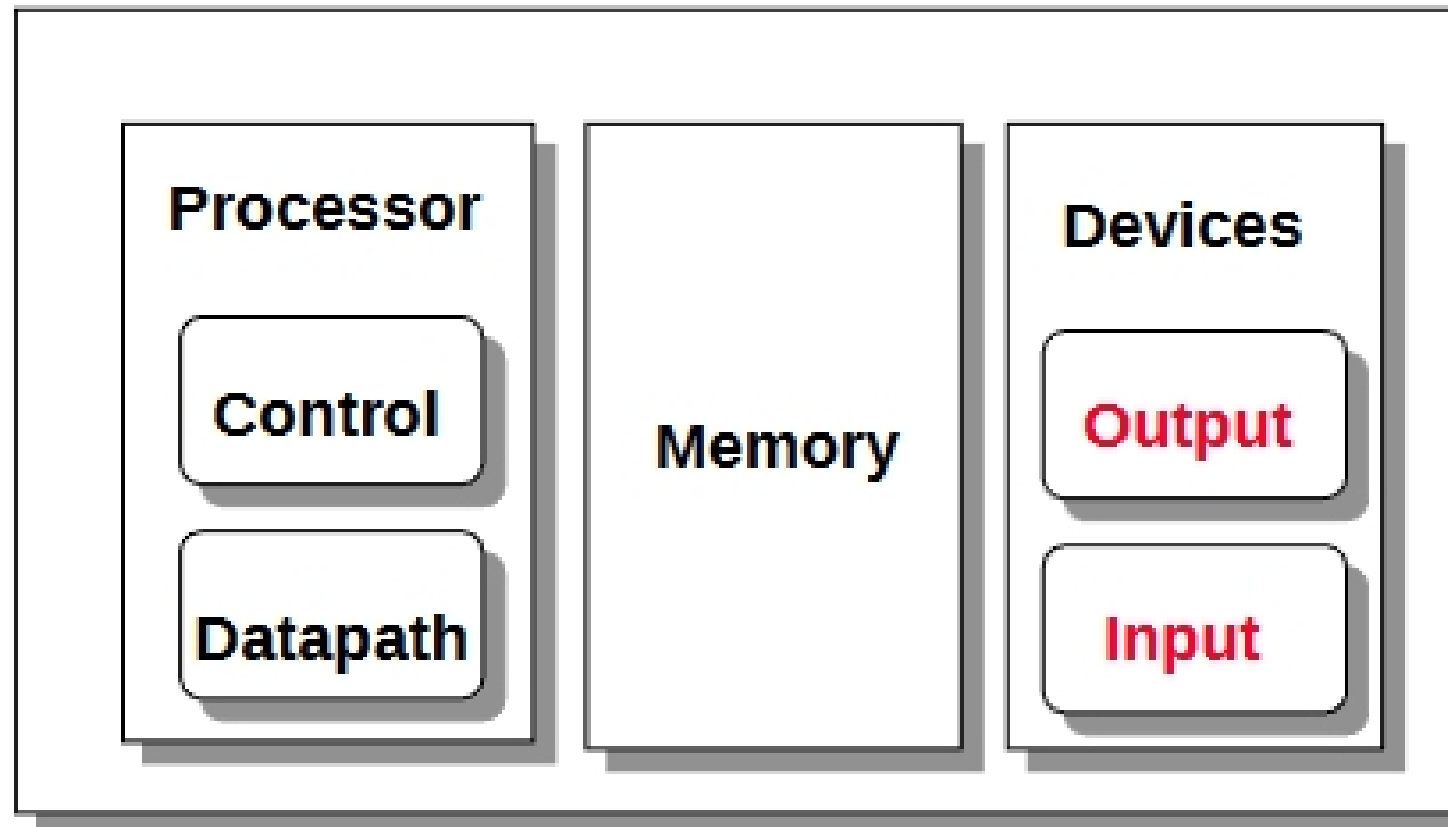 Processor
Control
Datapath
Memory
Devices
Output
Input